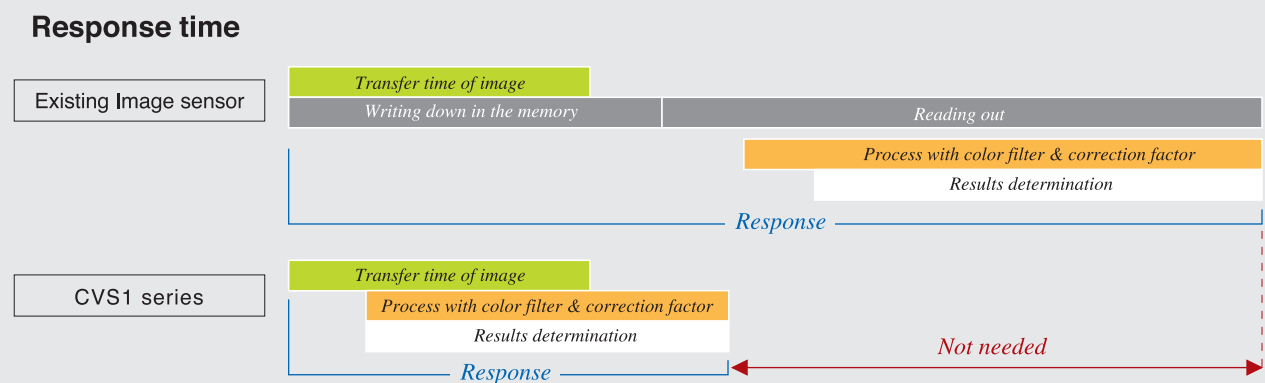 Response time
Existing Image sensor
Transfer time of image
Writing down in the memory
Reading out
Process with color filter & correction factor
Results determination
Response
CVS1 series
Transfer time of image
Process with color filter & correction factor
Results determination
Response
Not needed